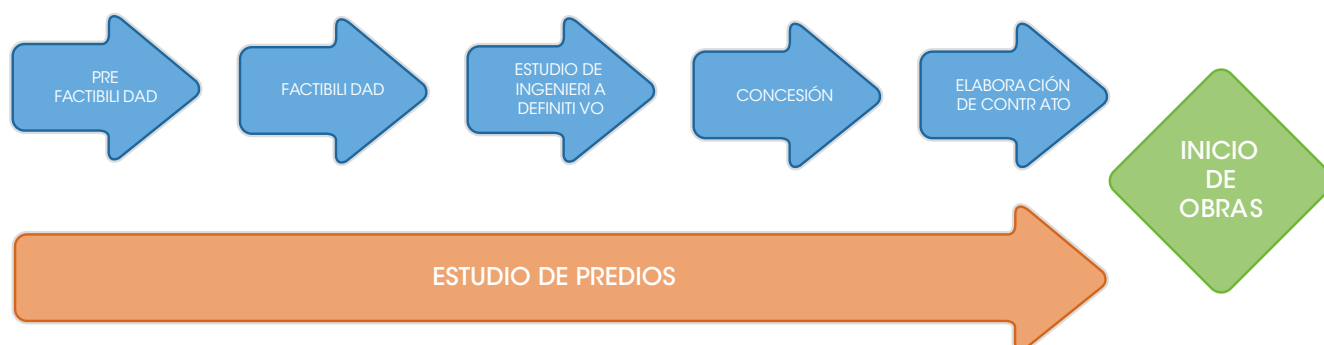 PRE
FACTIBILI DAD
FACTIBILI DAD
ESTUDIO DE
INGENIERI A
DEFINITI VO
CONCESIÓN
ELABORA CIÓN
DE CONTR ATO
INICIO
DE
OBRAS
ESTUDIO DE PREDIOS